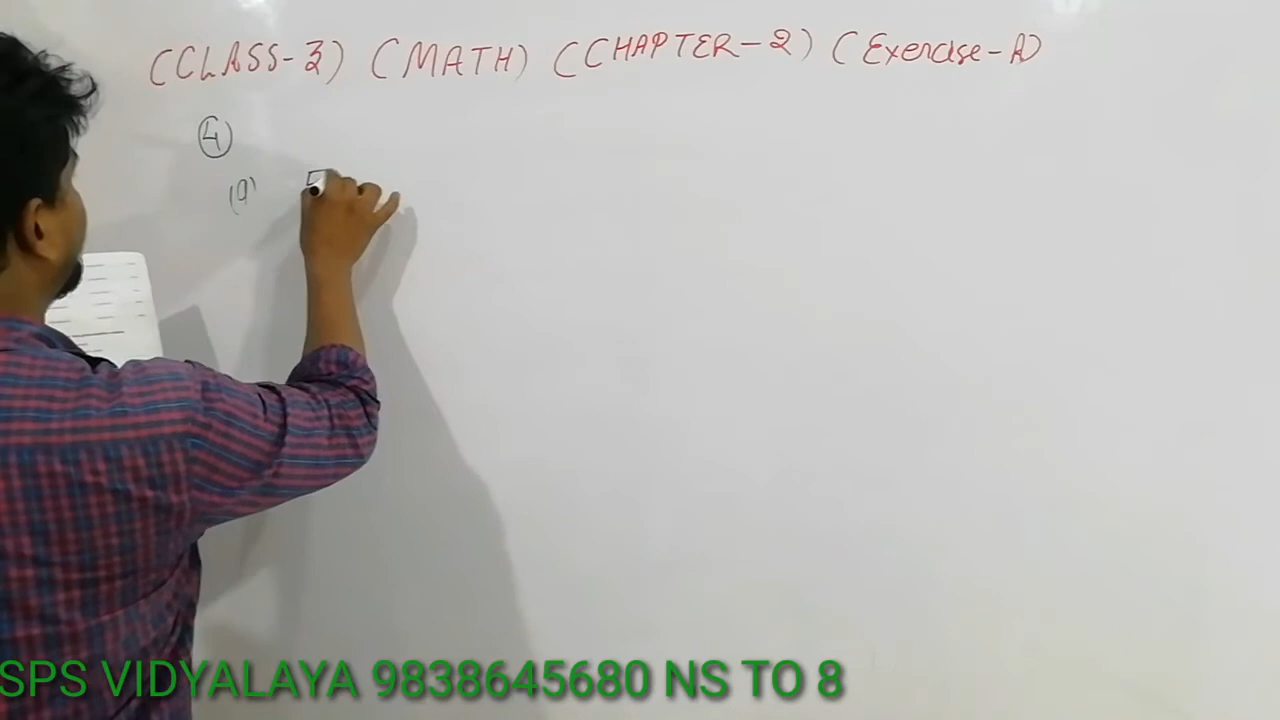 (CLASS-3) (MATH) (CHAPTER-2) (Exercise-A)
4
(a)
SPS VIDYALAYA 9838645680 NS TO 8